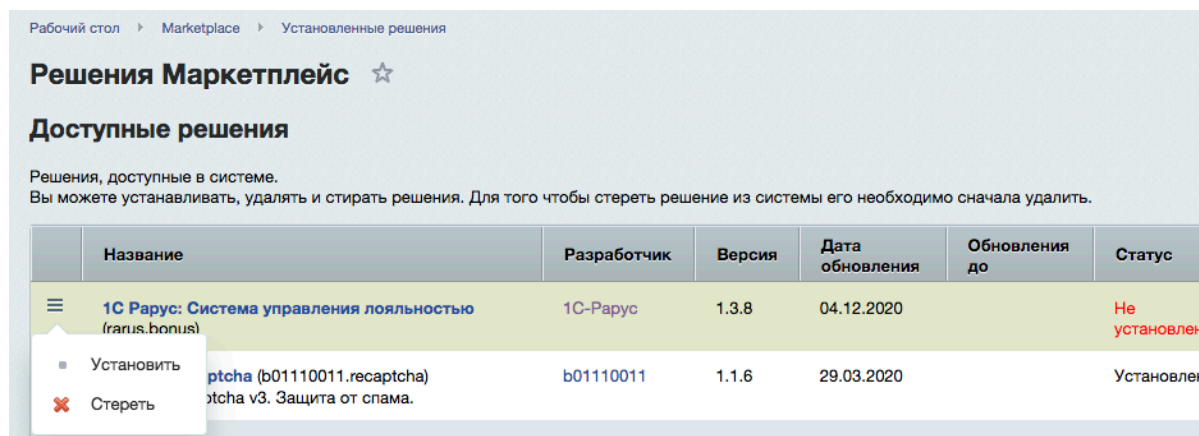 Рабочий стол Marketplace Установленные решения
Решения Маркетплейс
Доступные решения
Решения, доступные в системе.
Вы можете устанавливать, удалять и стирать решения. Для того чтобы стереть решение из системы его необходимо сначала удалить.
Название Разработчик Версия Дата обновления Обновления до Статус
1С Рарус: Система управления лояльностью 1С-Рарус 1.3.8 04.12.2020 Не
(rarus.bonus) установлен
Установить
ptcha (b01110011.recaptcha) b01110011 1.1.6 29.03.2020 Установлен
Стереть
ptcha v3. Защита от спама.